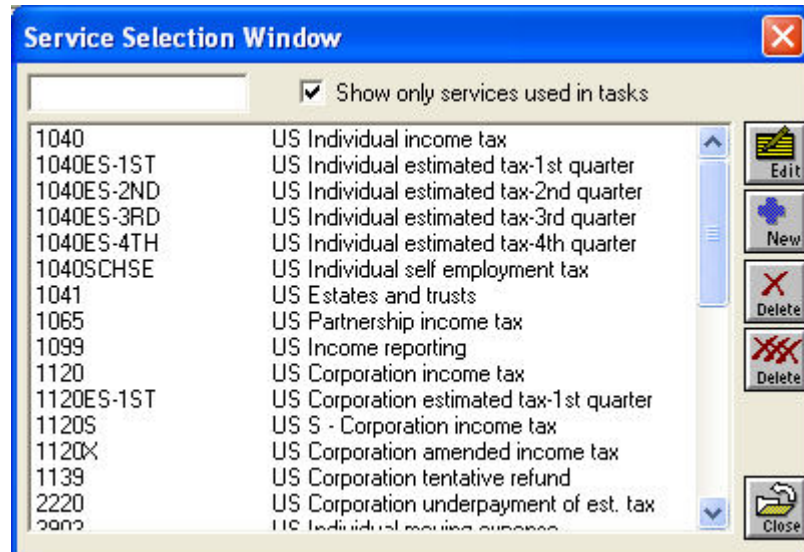 Service Selection Window
Show only services used in tasks
1040 US Individual income tax
1040ES-1ST US Individual estimated tax-1st quarter
1040ES-2ND US Individual estimated tax-2nd quarter
1040ES-3RD US Individual estimated tax-3rd quarter
1040ES-4TH US Individual estimated tax-4th quarter
1040SCHSE US Individual self employment tax
1041 US Estates and trusts
1065 US Partnership income tax
1099 US Income reporting
1120 US Corporation income tax
1120ES-1ST US Corporation estimated tax-1st quarter
1120S US S - Corporation income tax
1120X US Corporation amended income tax
1139 US Corporation tentative refund
2220 US Corporation underpayment of est. tax
US Individual moving expense
Edit
New
Delete
Delete
Close